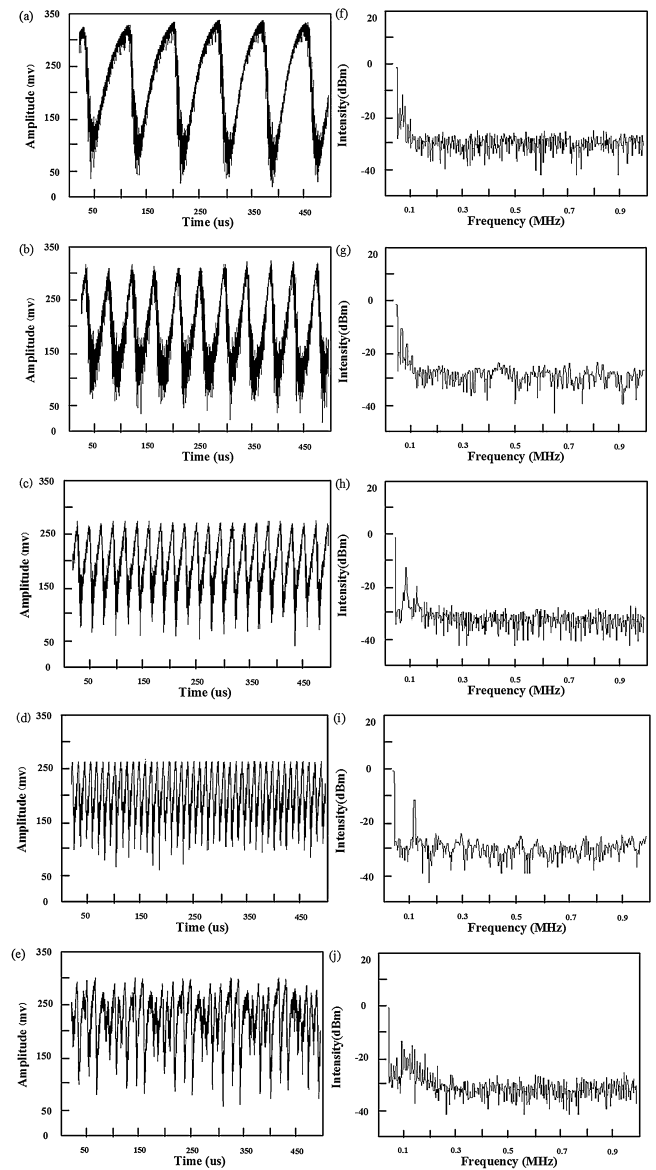 (a)
350
250
150
50
0
Amplitude (mv)
50 150 250 350 450
Time (us)
(f)
20
0
-20
-40
Intensity(dBm)
0.1 0.3 0.5 0.7 0.9
Frequency (MHz)
(b)
350
250
150
50
0
Amplitude (mv)
50 150 250 350 450
Time (us)
(g)
20
0
-20
-40
Intensity(dBm)
0.1 0.3 0.5 0.7 0.9
Frequency (MHz)
(c)
350
250
150
50
0
Amplitude (mv)
50 150 250 350 450
Time (us)
(h)
20
0
-20
-40
Intensity(dBm)
0.1 0.3 0.5 0.7 0.9
Frequency (MHz)
(d)
350
250
150
50
0
Amplitude (mv)
50 150 250 350 450
Time (us)
(i)
20
0
-20
-40
Intensity(dBm)
0.1 0.3 0.5 0.7 0.9
Frequency (MHz)
(e)
350
250
150
50
0
Amplitude (mv)
50 150 250 350 450
Time (us)
(j)
20
0
-20
-40
Intensity(dBm)
0.1 0.3 0.5 0.7 0.9
Frequency (MHz)